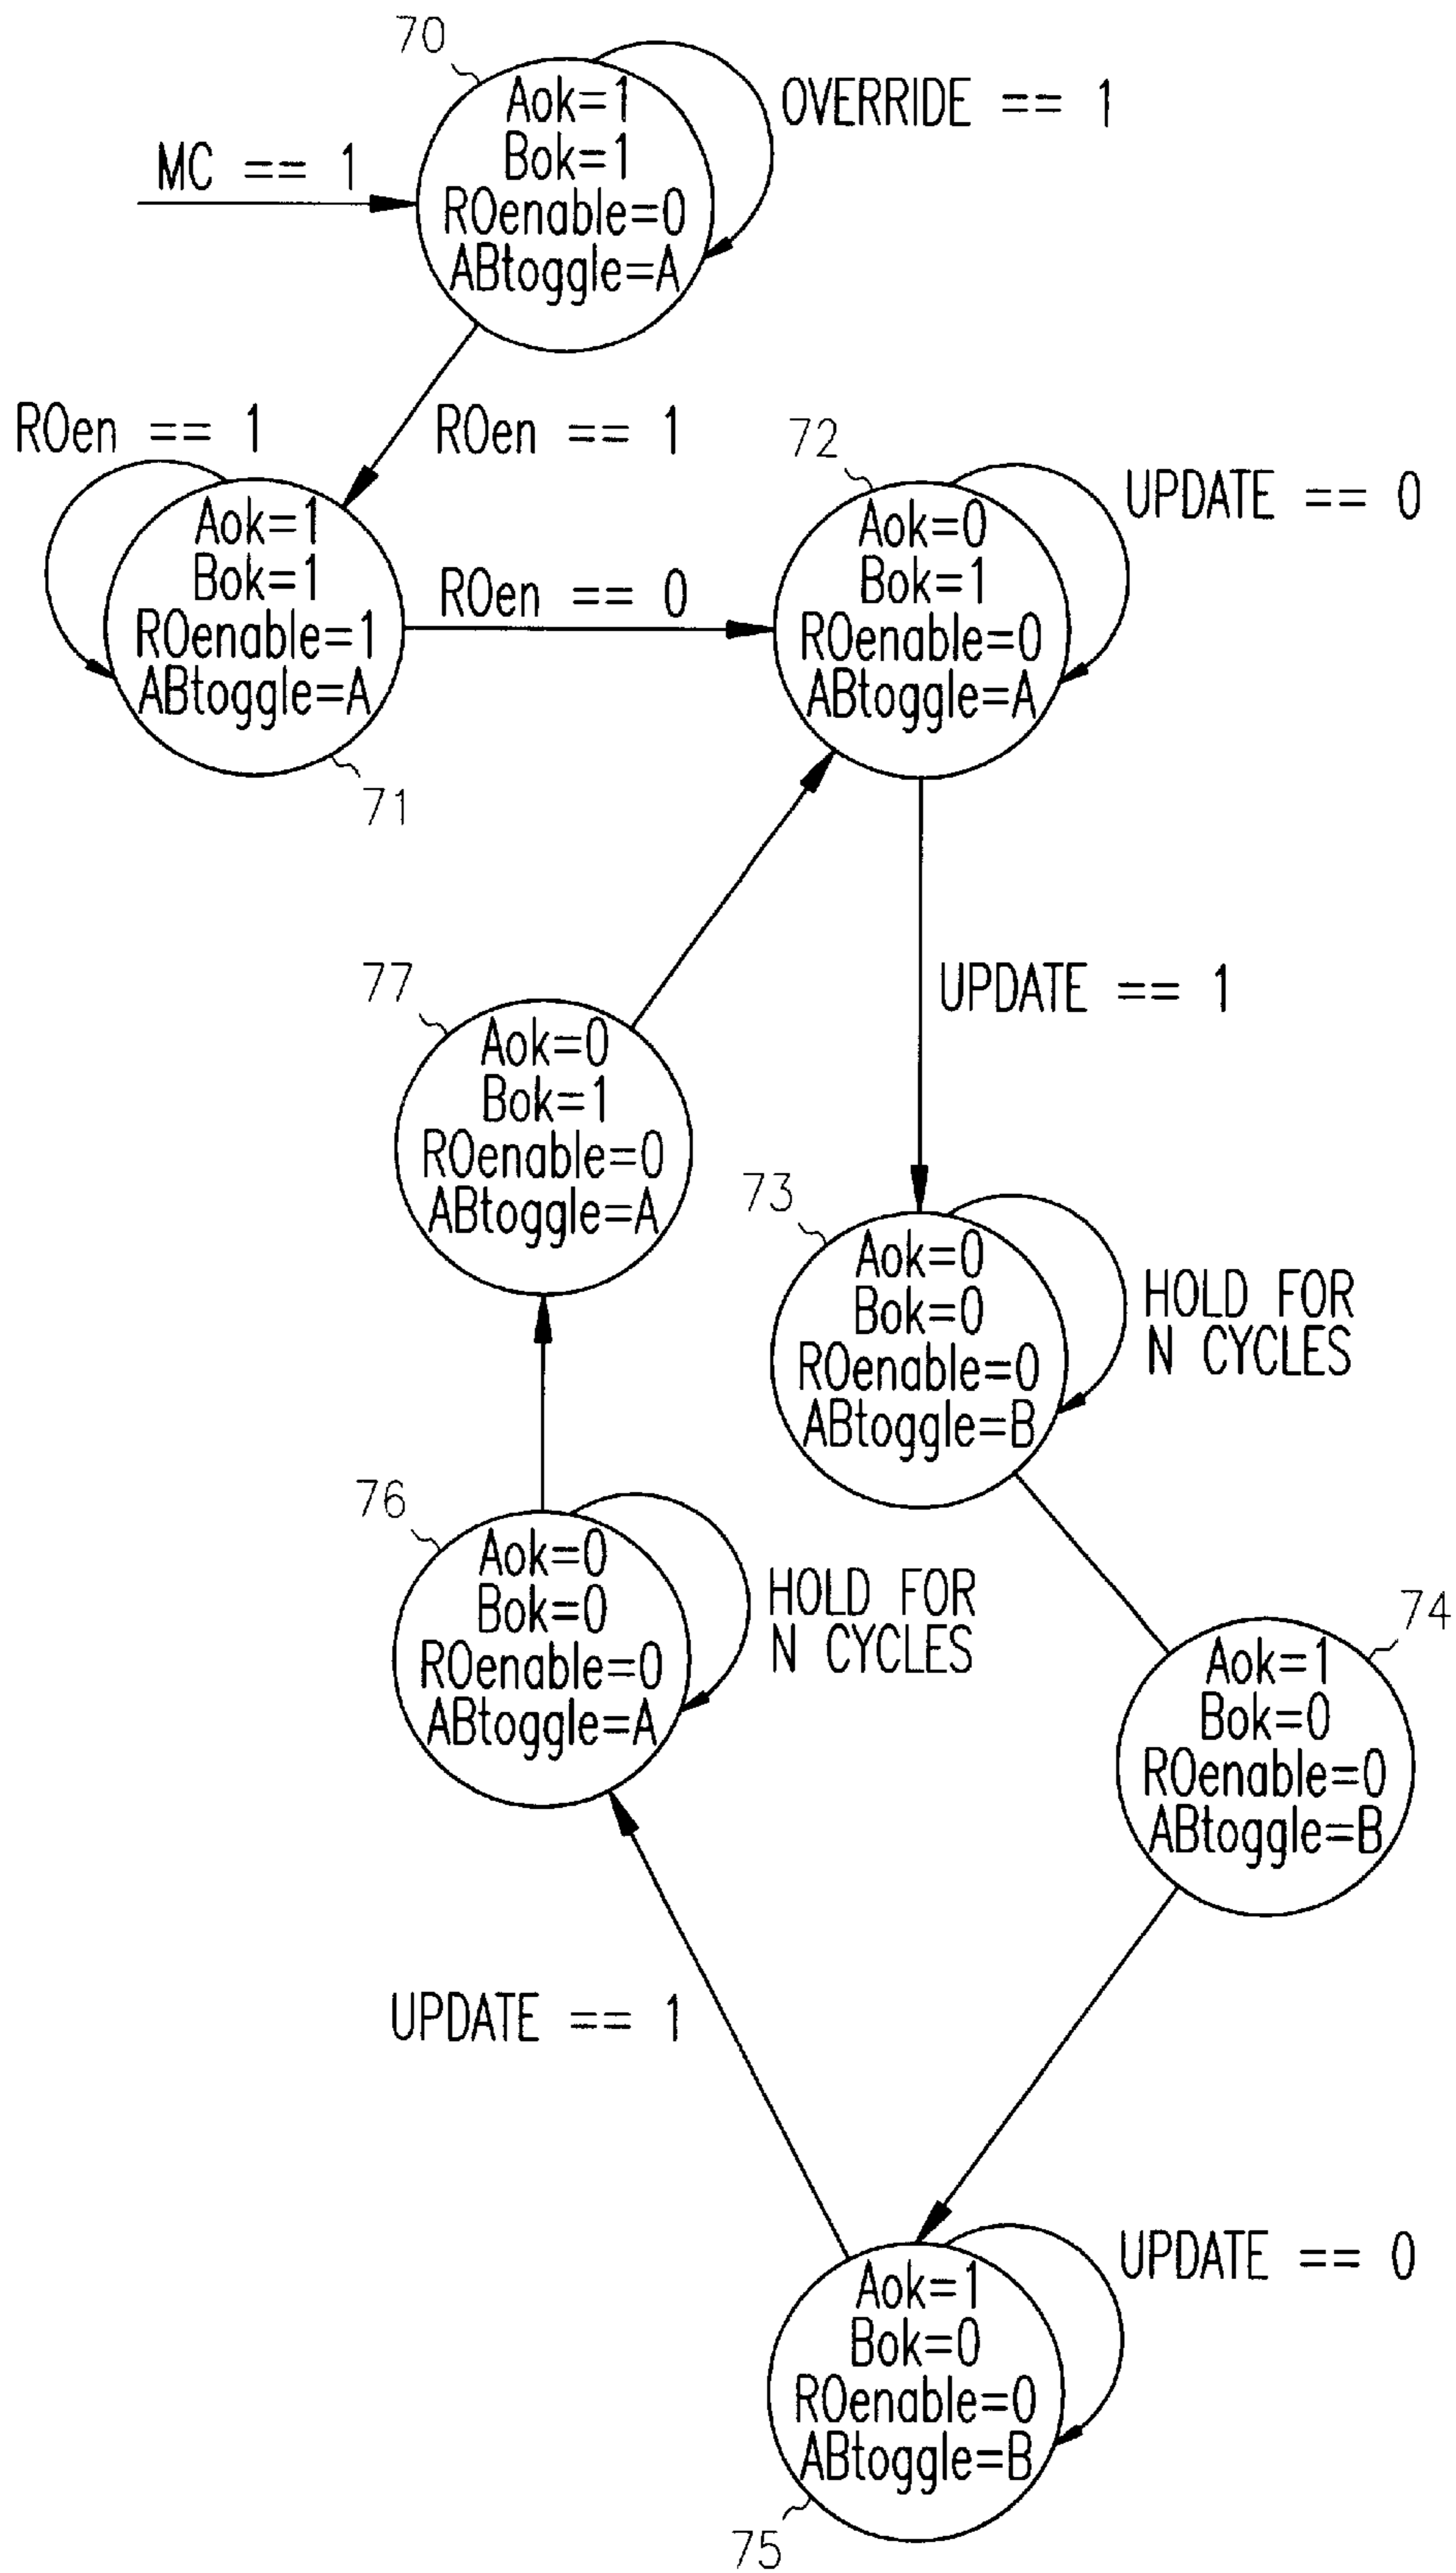 70
Aok=1
Bok=1
ROenable=0
ABtoggle=A
OVERRIDE == 1
MC == 1
ROen == 1
ROen == 1
Aok=1
Bok=1
ROenable=1
ABtoggle=A
71
ROen == 0
72
Aok=0
Bok=1
ROenable=0
ABtoggle=A
UPDATE == 0
UPDATE == 1
77
Aok=0
Bok=1
ROenable=0
ABtoggle=A
73
Aok=0
Bok=0
ROenable=0
ABtoggle=B
HOLD FOR
N CYCLES
76
Aok=0
Bok=0
ROenable=0
ABtoggle=A
HOLD FOR
N CYCLES
74
Aok=1
Bok=0
ROenable=0
ABtoggle=B
UPDATE == 1
Aok=1
Bok=0
ROenable=0
ABtoggle=B
UPDATE == 0
75